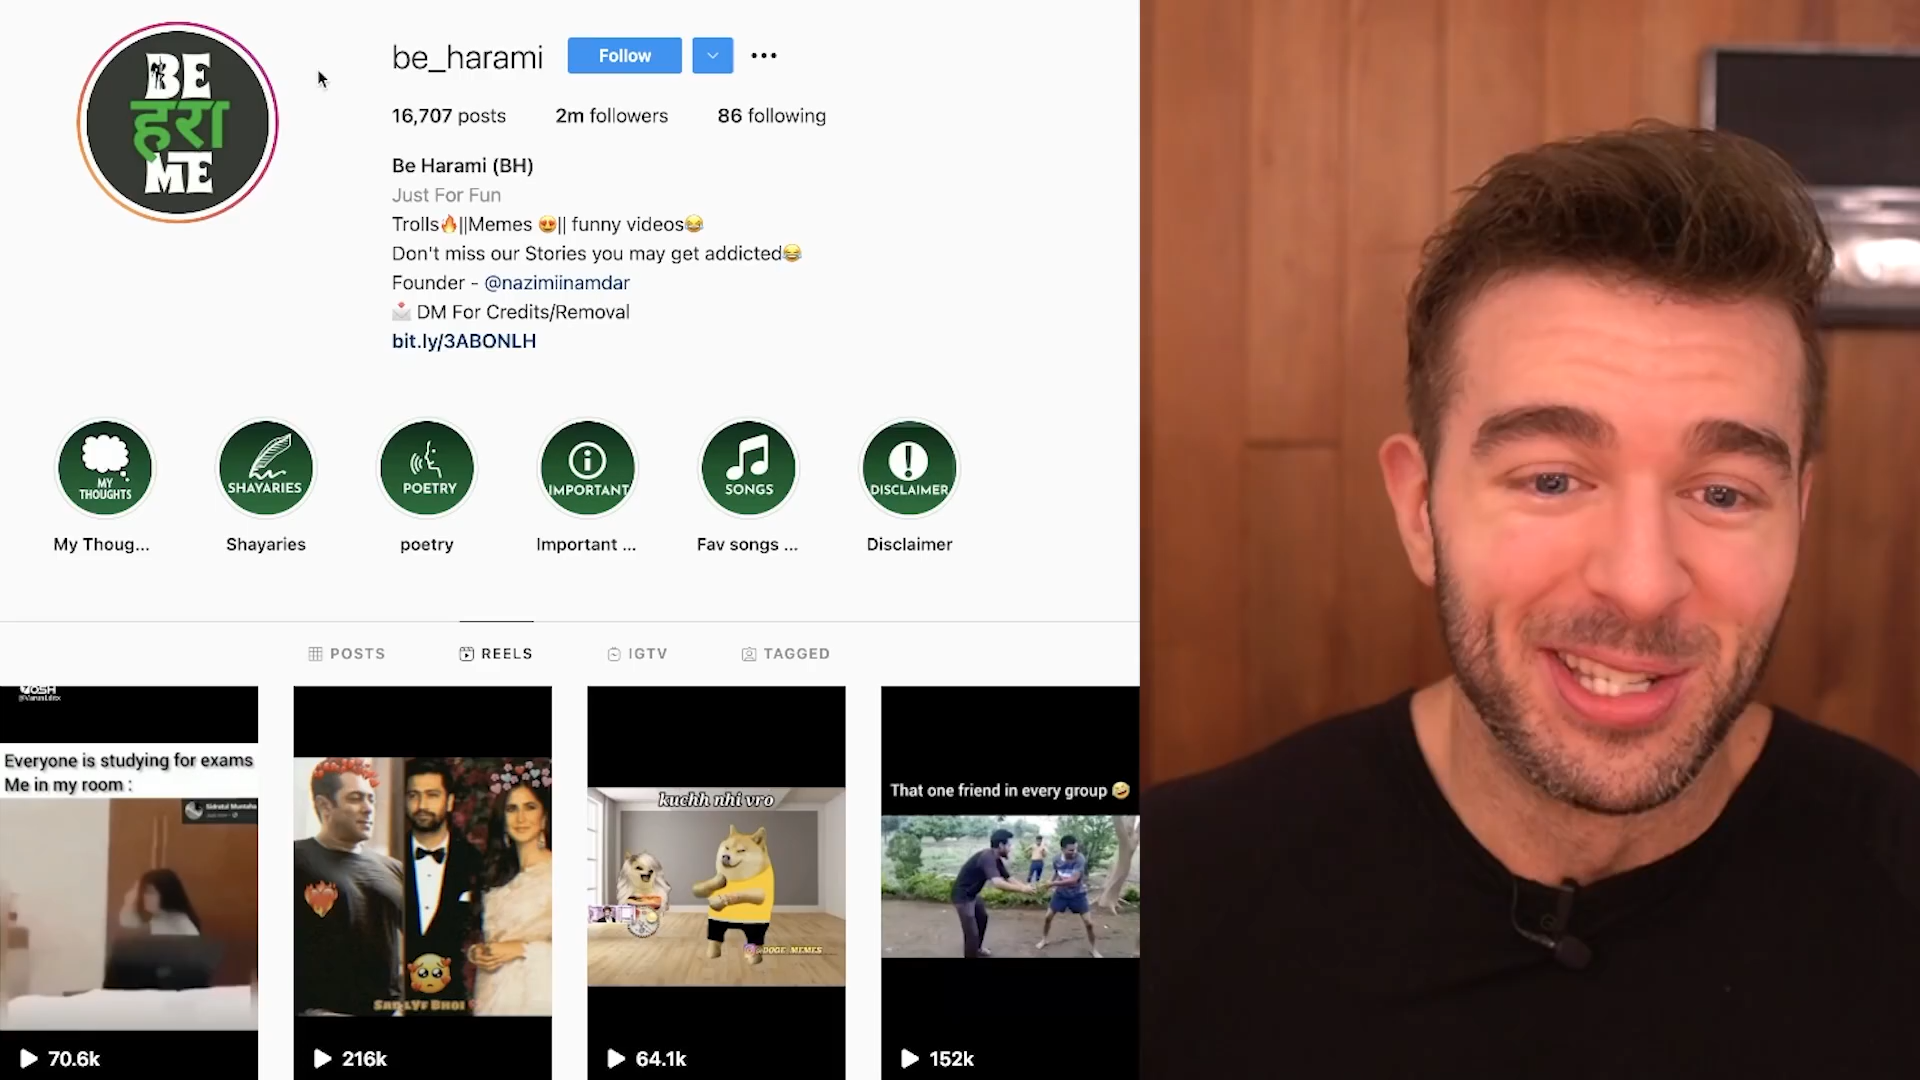 BE
हरा
ME
be_harami
Follow
16,707 posts
2m followers
86 following
Be Harami (BH)
Just For Fun
Trolls🔥||Memes 😍|| funny videos😂
Don't miss our Stories you may get addicted😂
Founder - @nazimiinamdar
📩 DM For Credits/Removal
bit.ly/3ABONLH
MY
THOUGHTS
SHAYARIES
POETRY
IMPORTANT
SONGS
DISCLAIMER
My Thoug...
Shayaries
poetry
Important ...
Fav songs ...
Disclaimer
POSTS
REELS
IGTV
TAGGED
Everyone is studying for exams
Me in my room :
70.6k
216k
kuchh nhi vro
DOGE_MEMES
64.1k
That one friend in every group 🤣
152k